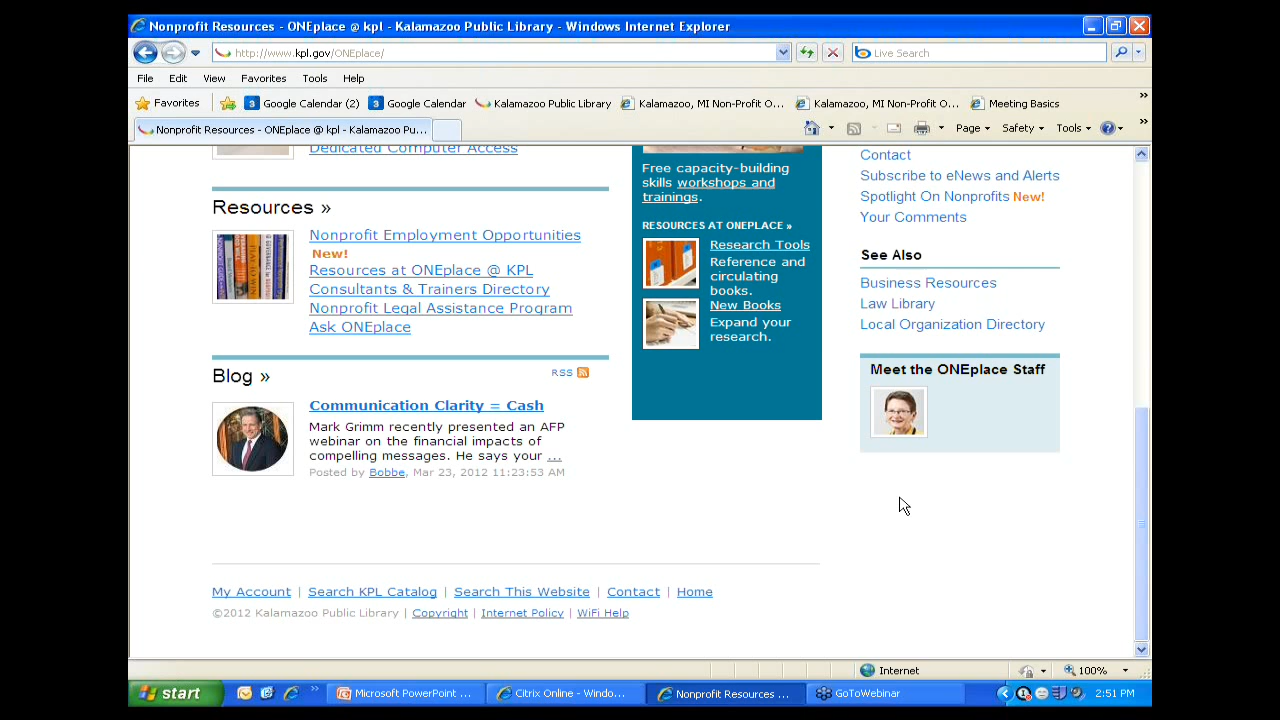 Nonprofit Resources - ONEplace @ kpl - Kalamazoo Public Library - Windows Internet Explorer
http://www.kpl.gov/ONEplace/
Live Search
File Edit View Favorites Tools Help
Favorites
3 Google Calendar (2)
3 Google Calendar
Kalamazoo Public Library
Kalamazoo, MI Non-Profit O...
Kalamazoo, MI Non-Profit O...
Meeting Basics
Nonprofit Resources - ONEplace @ kpl - Kalamazoo Pu...
Page
Safety
Tools
Dedicated Computer Access
Resources »
Nonprofit Employment Opportunities
New!
Resources at ONEplace @ KPL
Consultants & Trainers Directory
Nonprofit Legal Assistance Program
Ask ONEplace
Blog »
RSS
Communication Clarity = Cash
Mark Grimm recently presented an AFP
webinar on the financial impacts of
compelling messages. He says your ...
Posted by Bobbe, Mar 23, 2012 11:23:53 AM
Free capacity-building
skills workshops and
trainings.
RESOURCES AT ONEPLACE »
Research Tools
Reference and
circulating
books.
New Books
Expand your
research.
Contact
Subscribe to eNews and Alerts
Spotlight On Nonprofits New!
Your Comments
See Also
Business Resources
Law Library
Local Organization Directory
Meet the ONEplace Staff
My Account | Search KPL Catalog | Search This Website | Contact | Home
©2012 Kalamazoo Public Library | Copyright | Internet Policy | WiFi Help
Internet
100%
start
Microsoft PowerPoint ...
Citrix Online - Windo...
Nonprofit Resources ...
GoToWebinar
2:51 PM